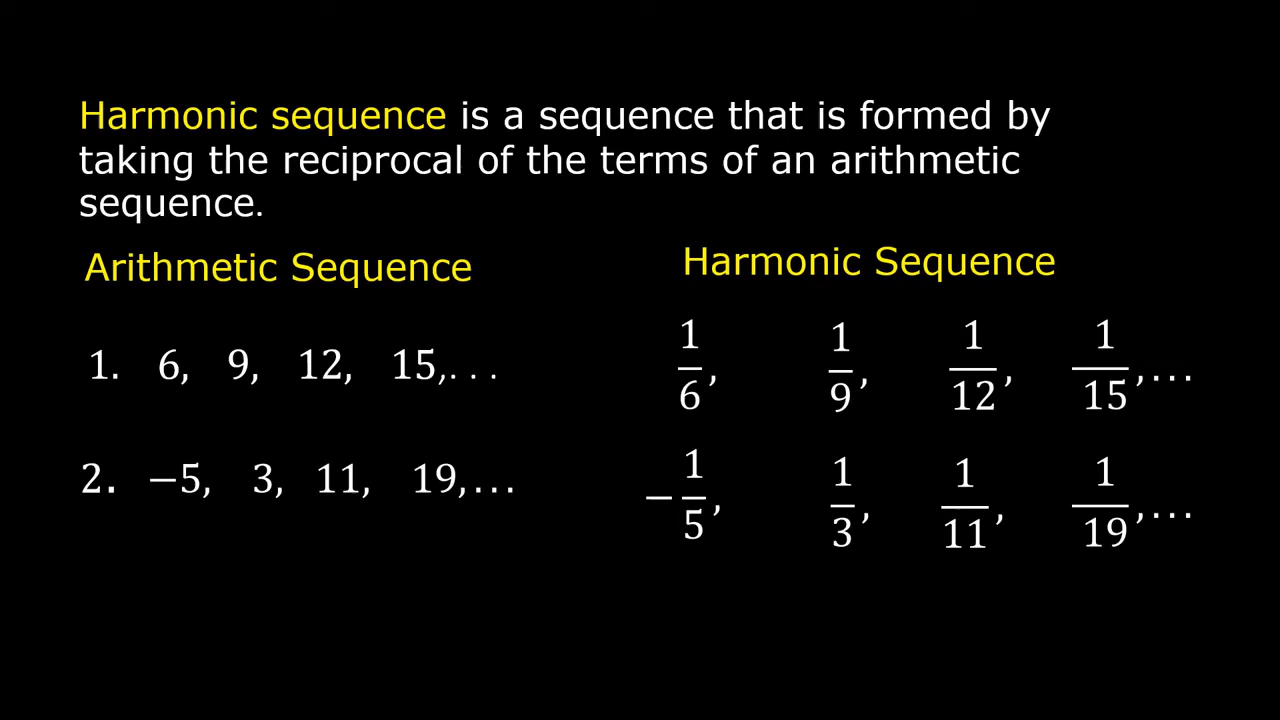 Harmonic sequence is a sequence that is formed by
taking the reciprocal of the terms of an arithmetic
sequence.
Arithmetic Sequence
Harmonic Sequence
1. 6, 9, 12, 15,...
1/6, 1/9, 1/12, 1/15,...
2. −5, 3, 11, 19,...
−1/5, 1/3, 1/11, 1/19,...